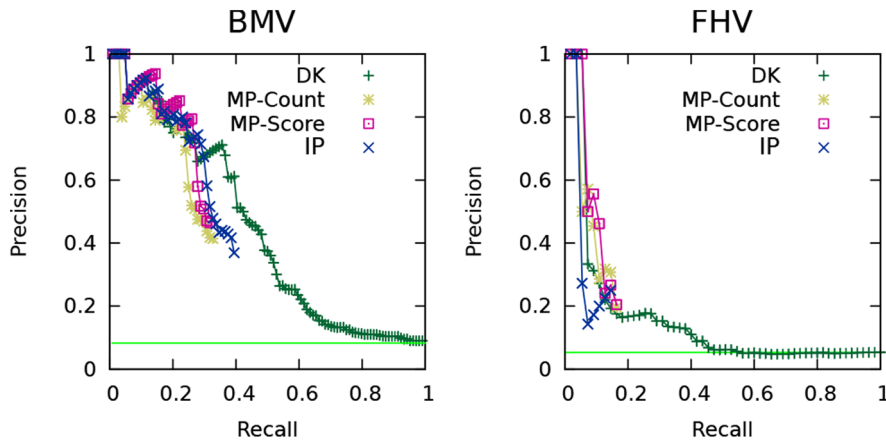 BMV
1
0.8
0.6
0.4
0.2
0
0 0.2 0.4 0.6 0.8 1
Precision
Recall
DK
MP-Count
MP-Score
IP
FHV
1
0.8
0.6
0.4
0.2
0
0 0.2 0.4 0.6 0.8 1
Precision
Recall
DK
MP-Count
MP-Score
IP